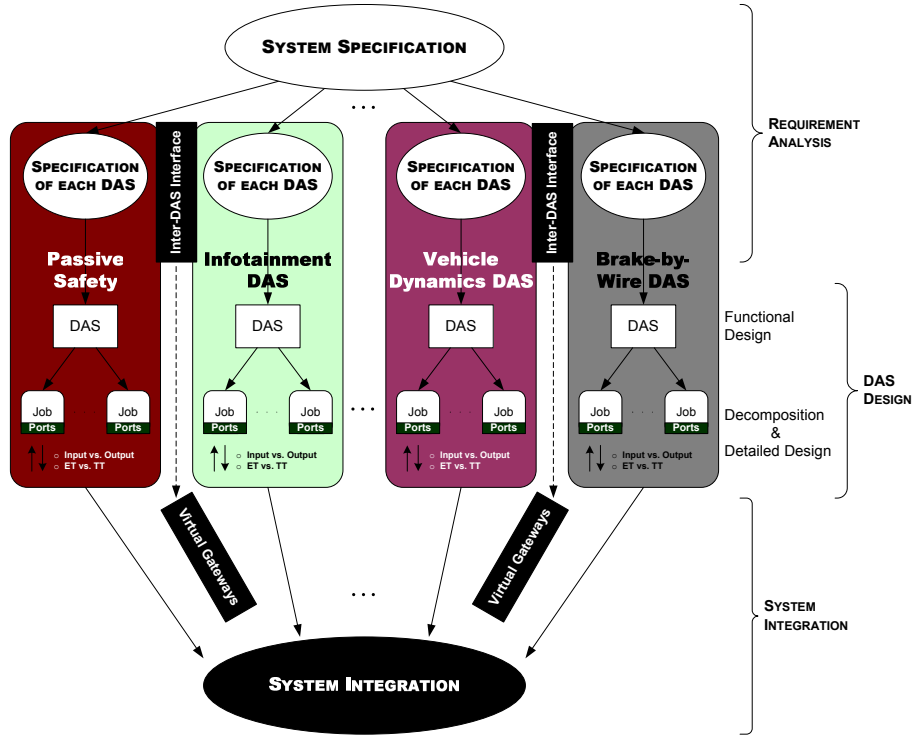 SYSTEM SPECIFICATION
...
REQUIREMENT
ANALYSIS
SPECIFICATION
OF EACH DAS
Inter-DAS Interface
SPECIFICATION
OF EACH DAS
SPECIFICATION
OF EACH DAS
Inter-DAS Interface
SPECIFICATION
OF EACH DAS
Passive
Safety
Infotainment
DAS
Vehicle
Dynamics DAS
Brake-by-
Wire DAS
DAS
DAS
DAS
DAS
Functional
Design
DAS
DESIGN
Job
Ports
. . . .
Job
Ports
Job
Ports
. . . .
Job
Ports
...
Job
Ports
. . . .
Job
Ports
Job
Ports
. . . .
Job
Ports
Decomposition
&
Detailed Design
○ Input vs. Output
○ ET vs. TT
○ Input vs. Output
○ ET vs. TT
○ Input vs. Output
○ ET vs. TT
○ Input vs. Output
○ ET vs. TT
Virtual Gateways
...
Virtual Gateways
SYSTEM
INTEGRATION
SYSTEM INTEGRATION